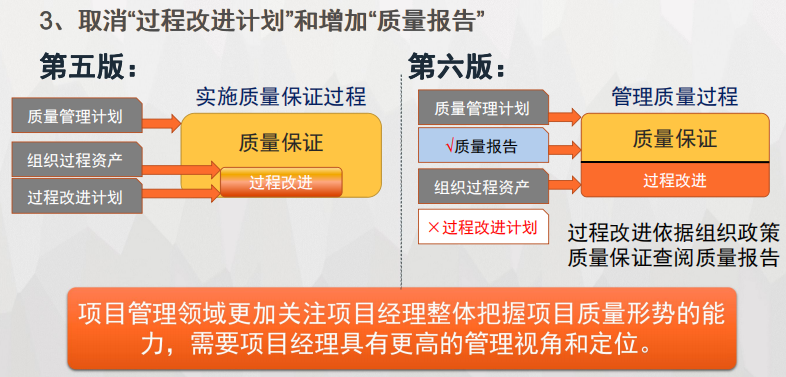 3、取消“过程改进计划”和增加“质量报告”
第五版：
实施质量保证过程
质量管理计划
组织过程资产
过程改进计划
质量保证
过程改进
第六版：
管理质量过程
质量管理计划
√质量报告
组织过程资产
×过程改进计划
质量保证
过程改进
过程改进依据组织政策
质量保证查阅质量报告
项目管理领域更加关注项目经理整体把握项目质量形势的能
力，需要项目经理具有更高的管理视角和定位。